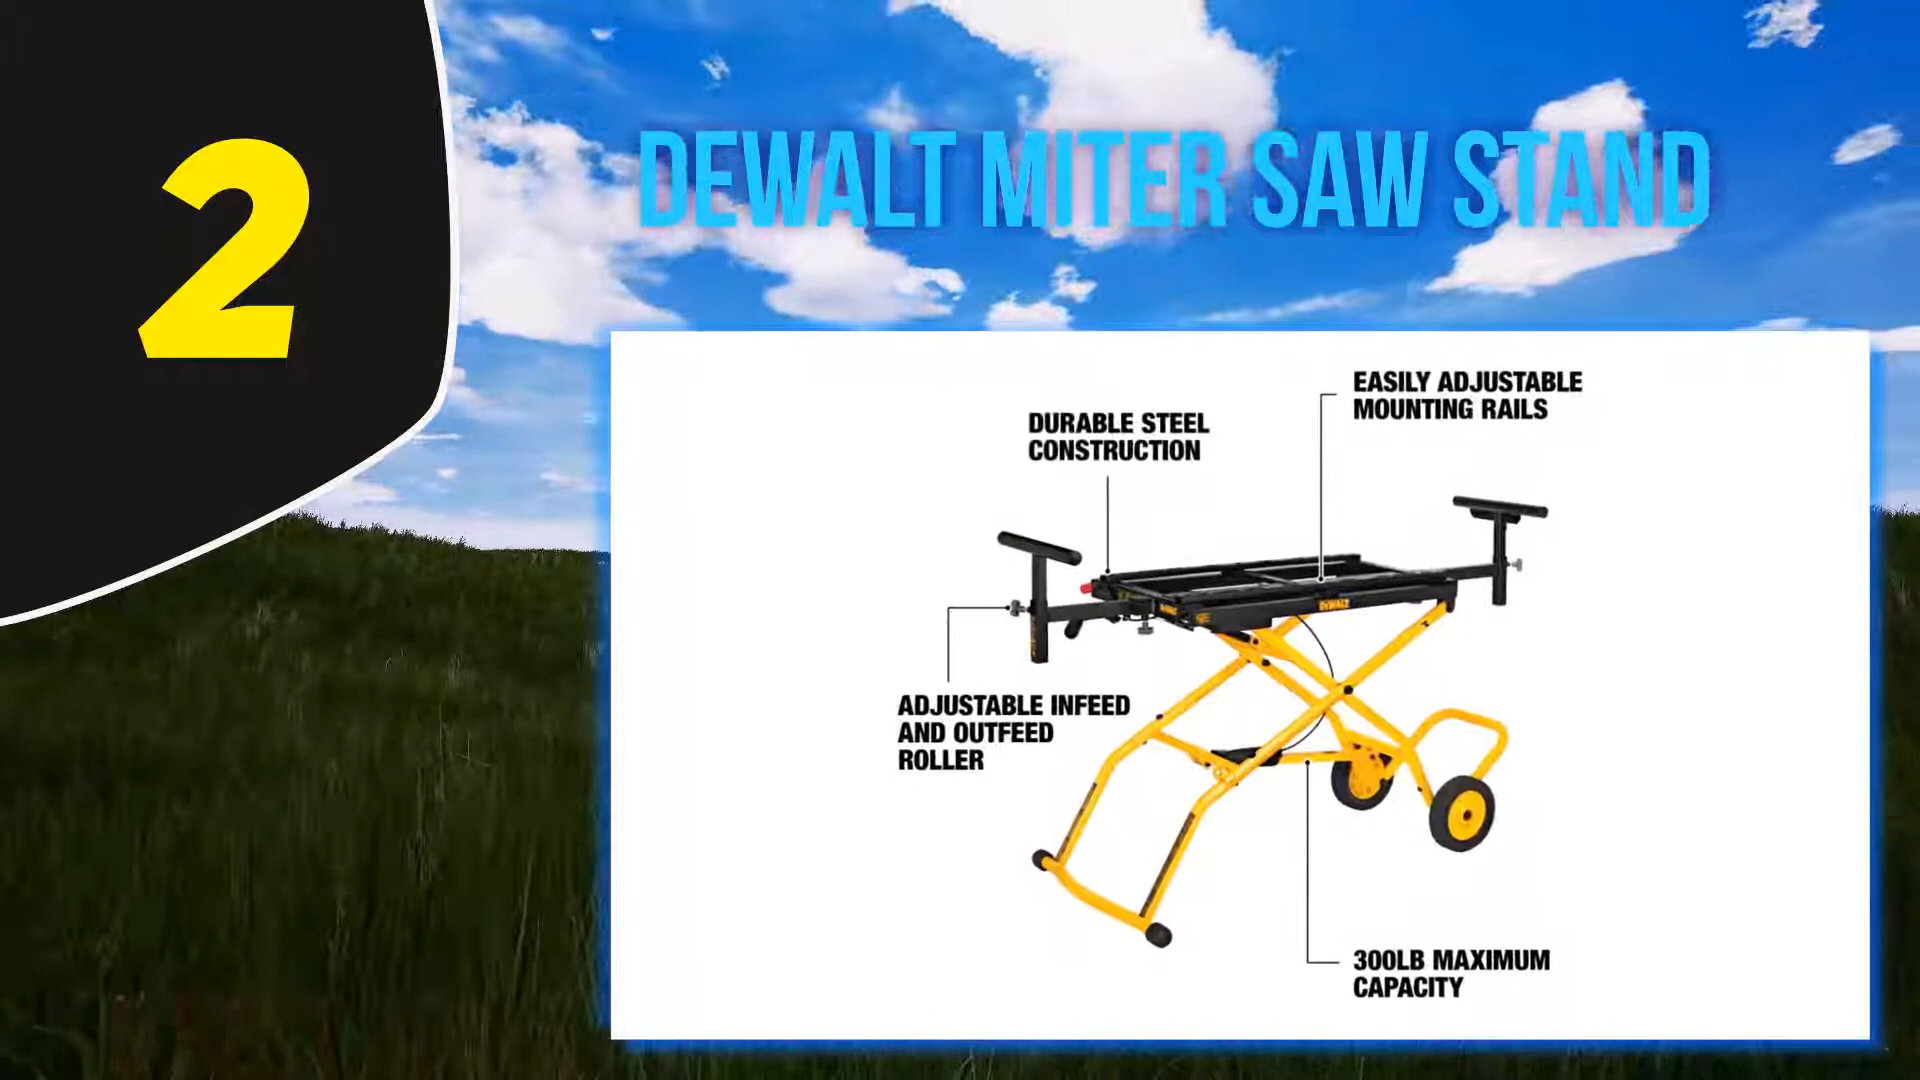 2
DEWALT MITER SAW STAND
EASILY ADJUSTABLE
MOUNTING RAILS
DURABLE STEEL
CONSTRUCTION
DEWALT
ADJUSTABLE INFEED
AND OUTFEED
ROLLER
300LB MAXIMUM
CAPACITY